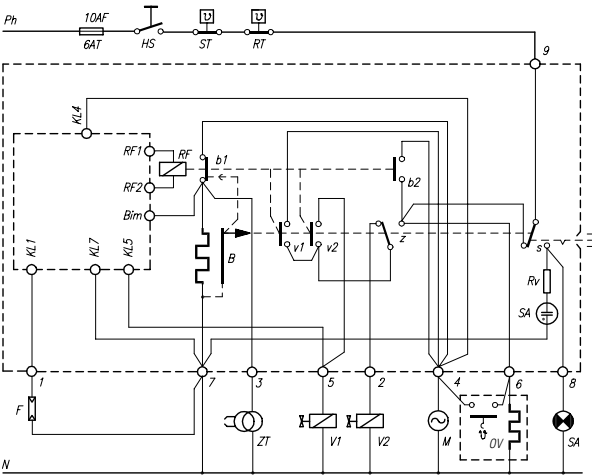 Ph
10AF
6AT
HS
ST
RT
9
KL4
RF1
RF
b1
RF2
b2
Bim
KL1
KL7
KL5
B
v1
v2
z
s
Rv
SA
1
7
3
5
2
4
6
8
F
ZT
V1
V2
M
OV
SA
N